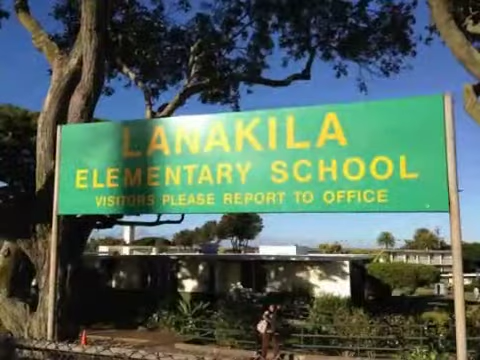 LANAKILA
ELEMENTARY SCHOOL
VISITORS PLEASE REPORT TO OFFICE